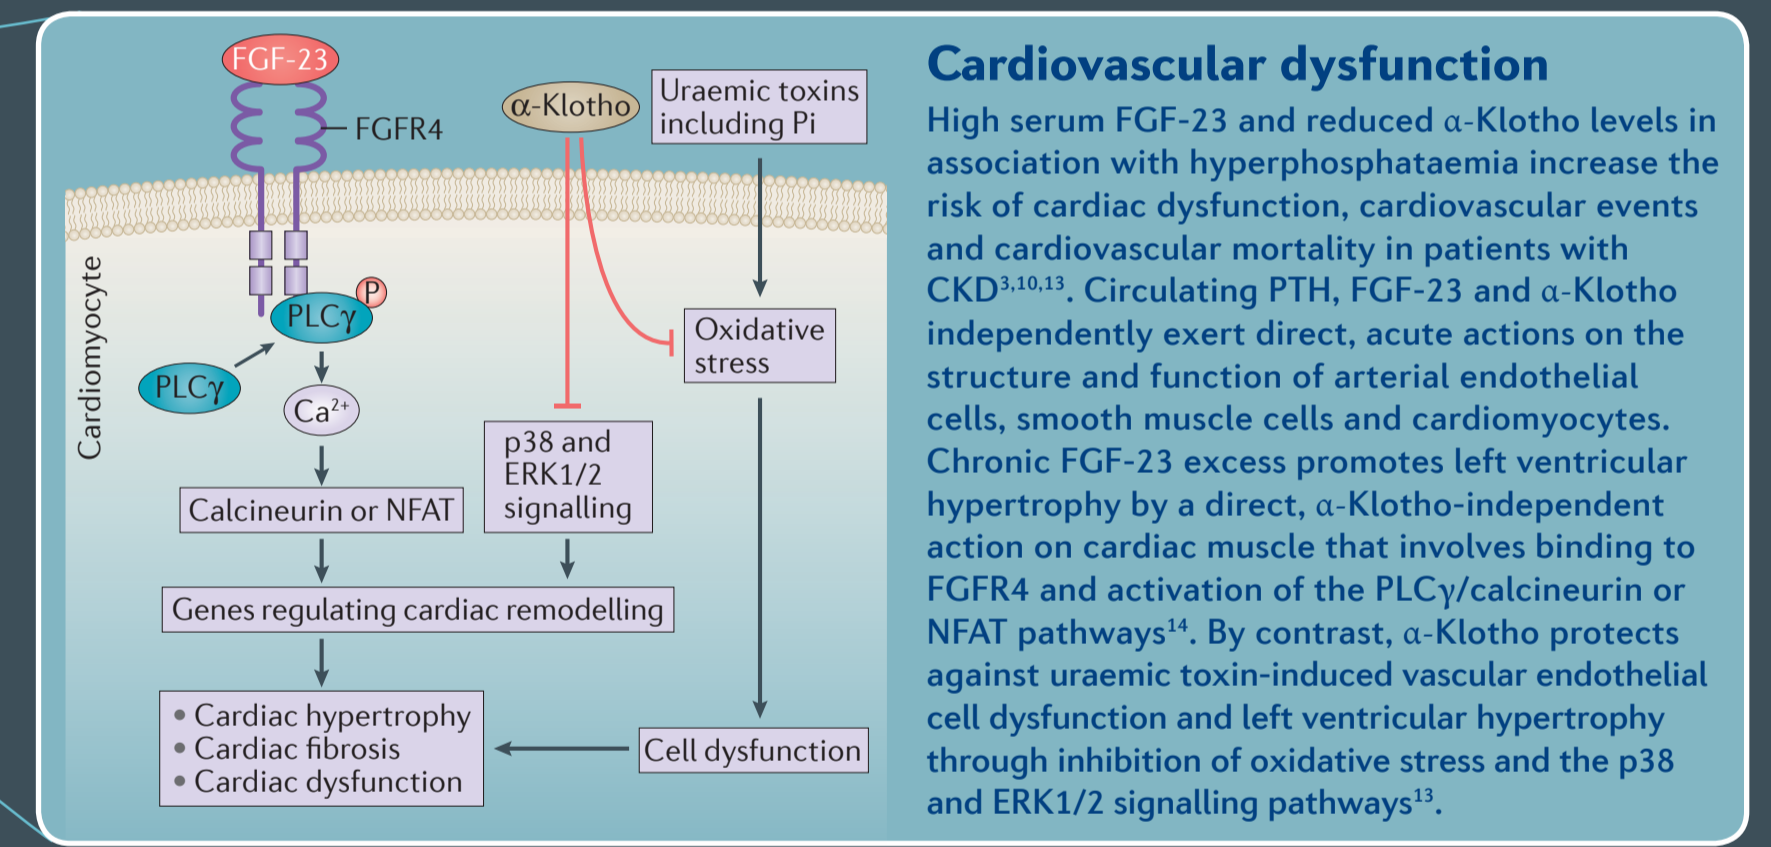 FGF-23
FGFR4
α-Klotho
Uraemic toxins
including Pi
Cardiomyocyte
P
PLCγ
PLCγ
Ca²⁺
Oxidative
stress
p38 and
ERK1/2
signalling
Calcineurin or NFAT
Genes regulating cardiac remodelling
• Cardiac hypertrophy
• Cardiac fibrosis
• Cardiac dysfunction
Cell dysfunction
Cardiovascular dysfunction
High serum FGF-23 and reduced α-Klotho levels in
association with hyperphosphataemia increase the
risk of cardiac dysfunction, cardiovascular events
and cardiovascular mortality in patients with
CKD³,¹⁰,¹³. Circulating PTH, FGF-23 and α-Klotho
independently exert direct, acute actions on the
structure and function of arterial endothelial
cells, smooth muscle cells and cardiomyocytes.
Chronic FGF-23 excess promotes left ventricular
hypertrophy by a direct, α-Klotho-independent
action on cardiac muscle that involves binding to
FGFR4 and activation of the PLCγ/calcineurin or
NFAT pathways¹⁴. By contrast, α-Klotho protects
against uraemic toxin-induced vascular endothelial
cell dysfunction and left ventricular hypertrophy
through inhibition of oxidative stress and the p38
and ERK1/2 signalling pathways¹³.